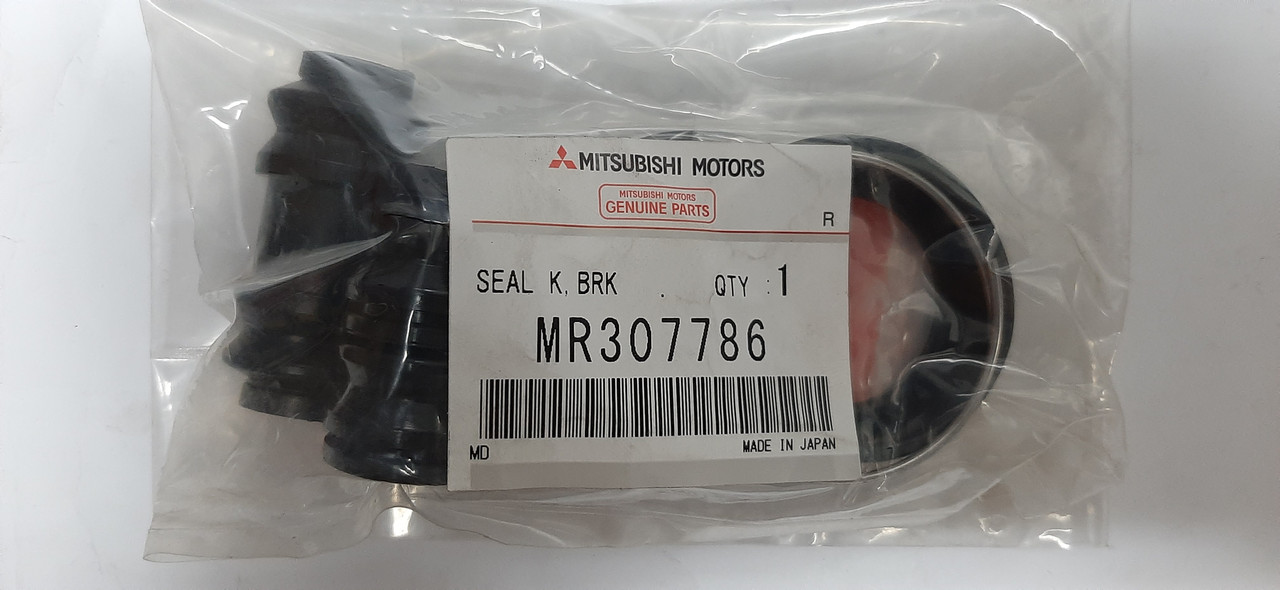 MITSUBISHI MOTORS
MITSUBISHI MOTORS
GENUINE PARTS
R
SEAL K, BRK . QTY : 1
MR307786
MD MADE IN JAPAN